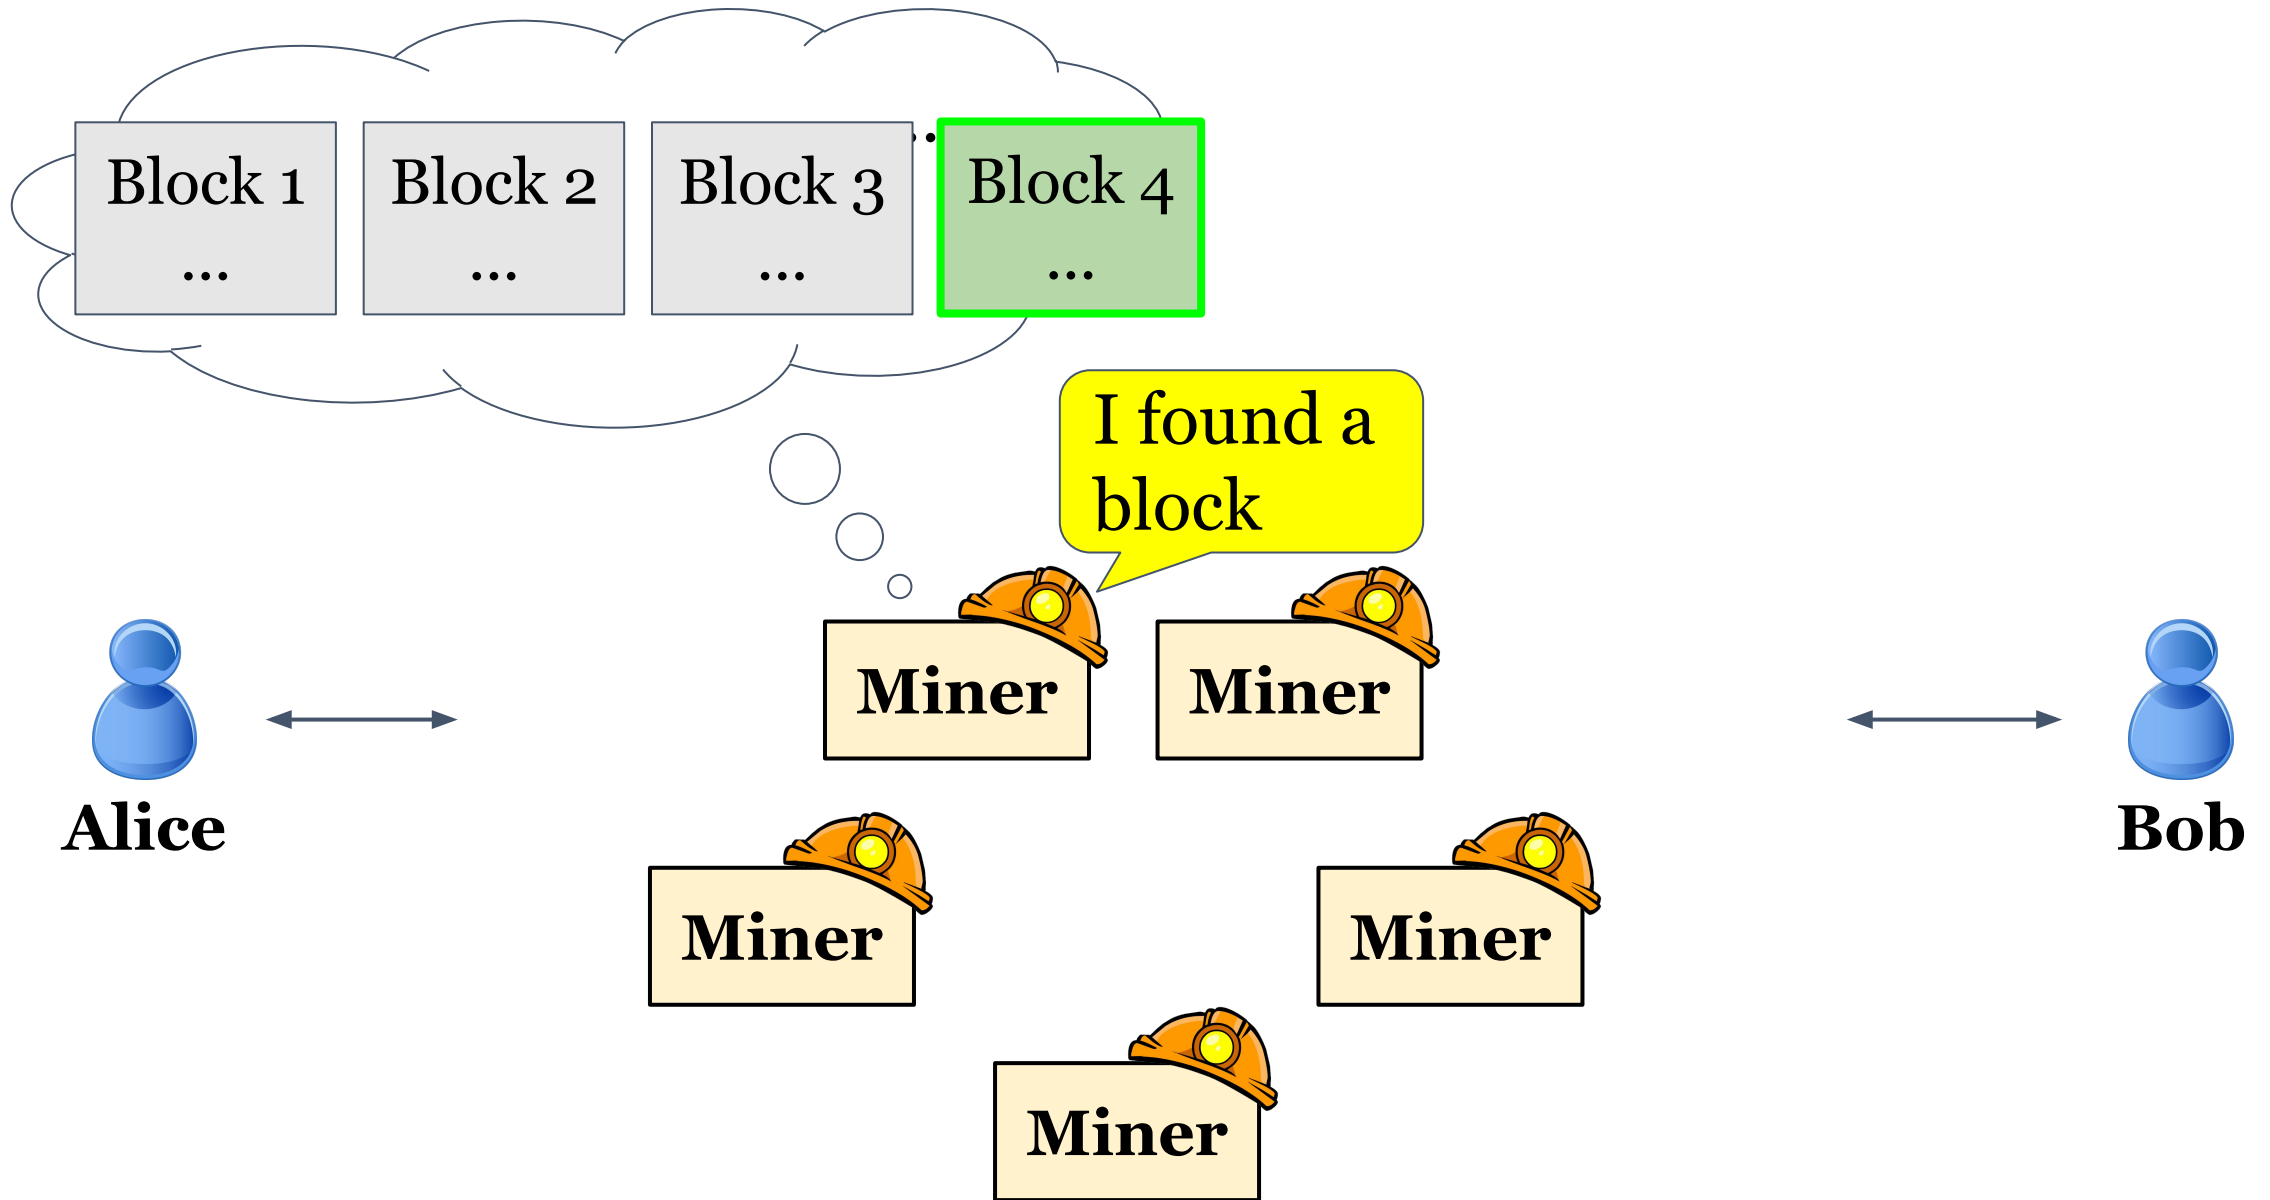 Block 1
...
Block 2
...
Block 3
...
...
Block 4
...
I found a
block
Miner
Miner
Alice
Bob
Miner
Miner
Miner